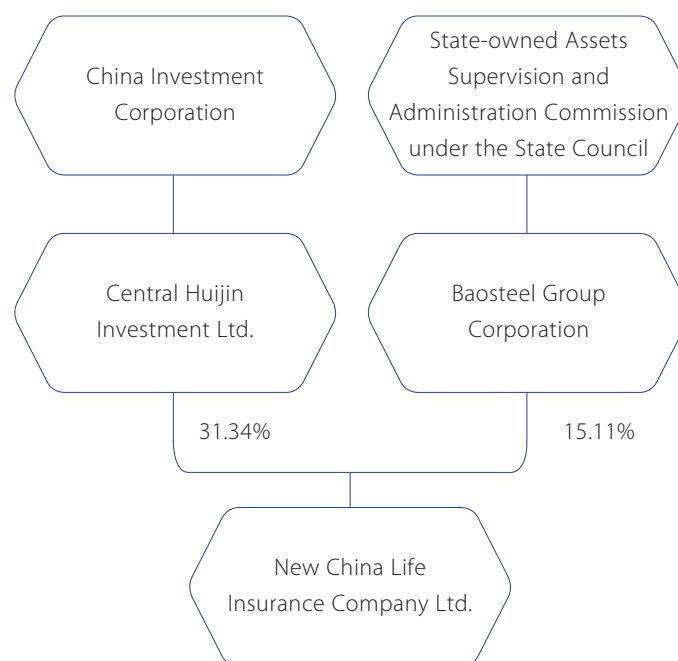 China Investment
Corporation
State-owned Assets
Supervision and
Administration Commission
under the State Council
Central Huijin
Investment Ltd.
Baosteel Group
Corporation
31.34%
15.11%
New China Life
Insurance Company Ltd.